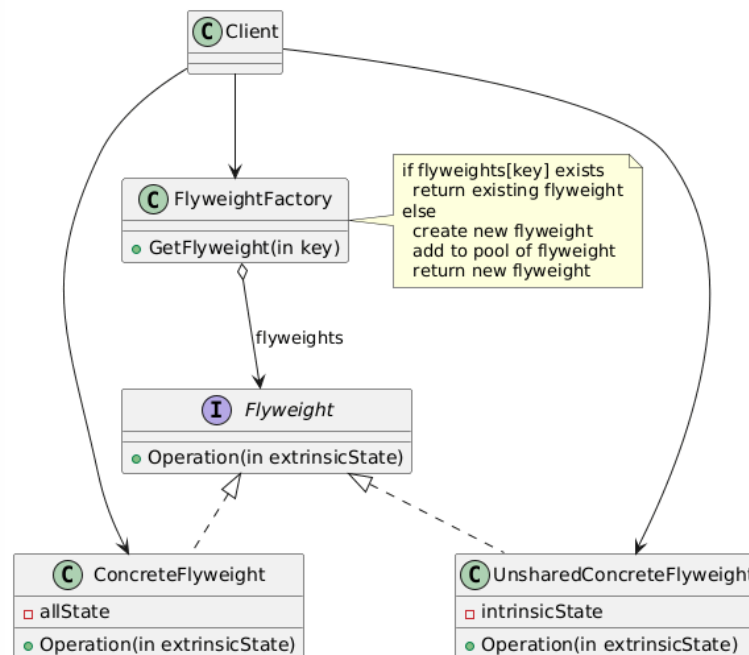 C Client
C FlyweightFactory
GetFlyweight(in key)
if flyweights[key] exists
return existing flyweight
else
create new flyweight
add to pool of flyweight
return new flyweight
flyweights
I Flyweight
Operation(in extrinsicState)
C ConcreteFlyweight
allState
Operation(in extrinsicState)
C UnsharedConcreteFlyweight
intrinsicState
Operation(in extrinsicState)